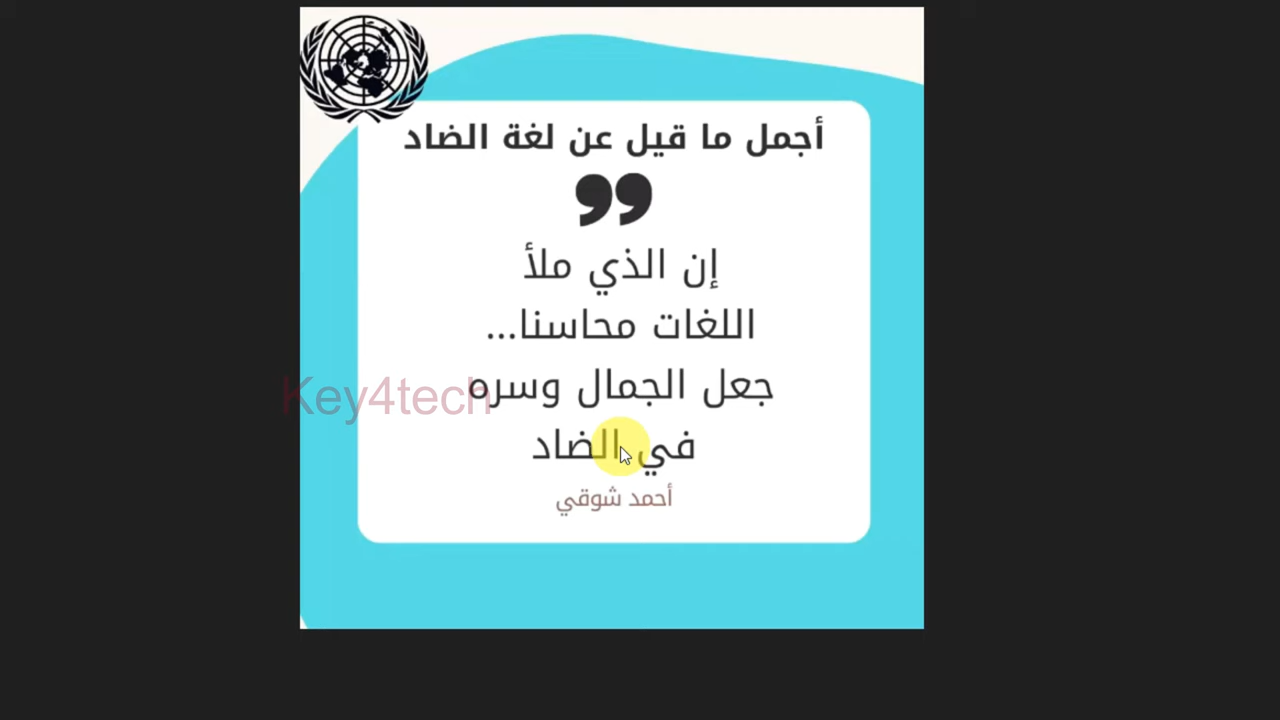 أجمل ما قيل عن لغة الضاد
إن الذي ملأ
اللغات محاسنا...
جعل الجمال وسره
في الضاد
أحمد شوقي
Key4tech